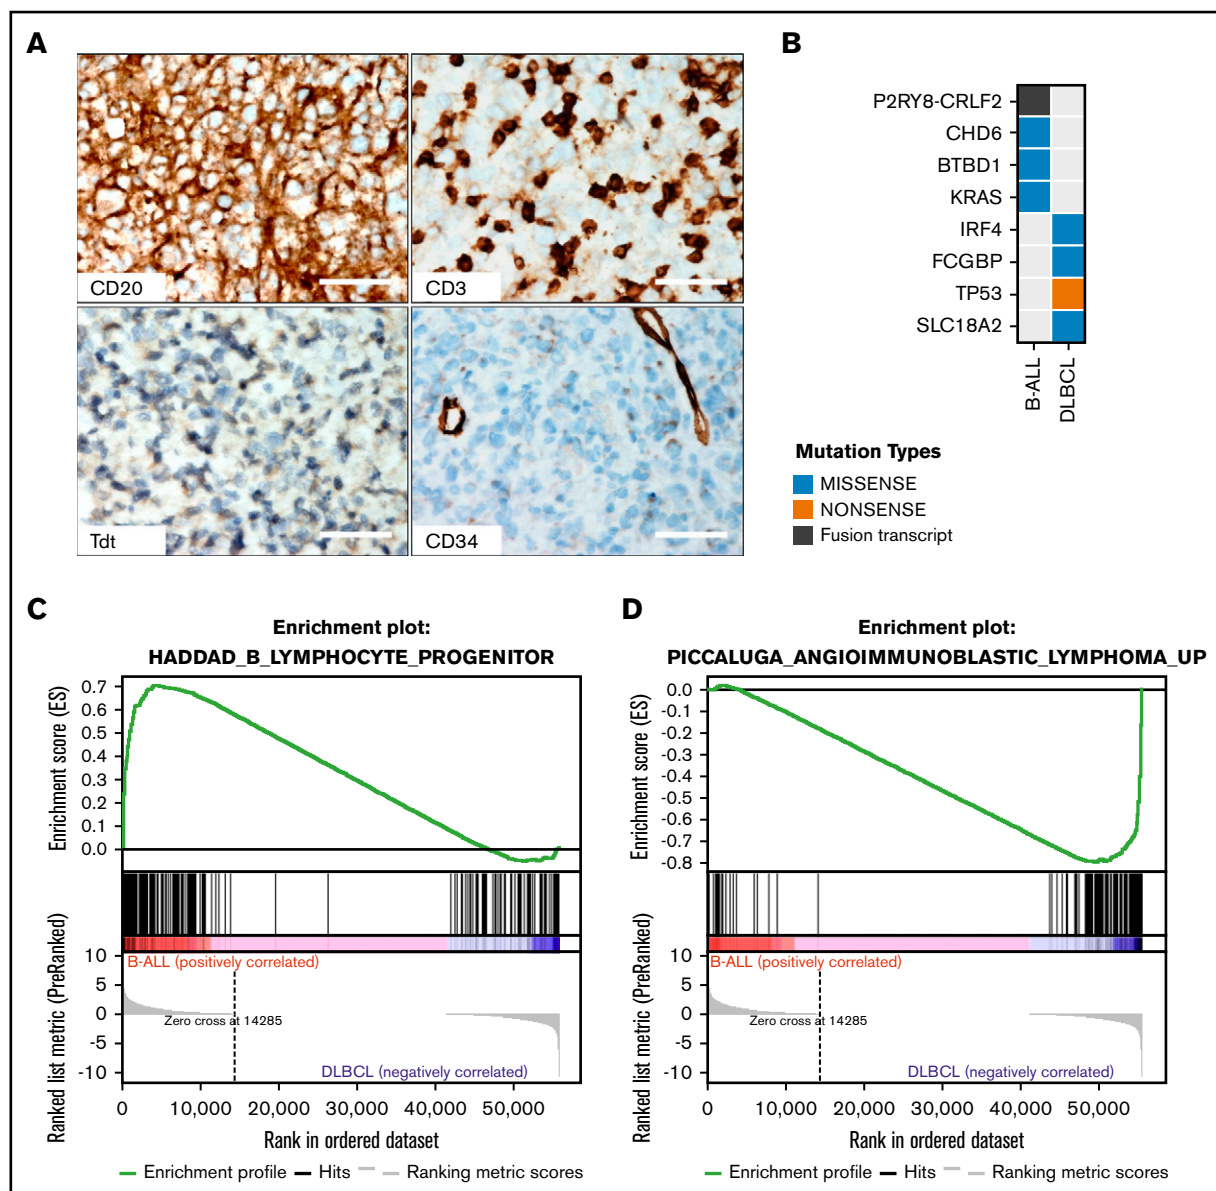 A
CD20
CD3
Tdt
CD34
B
P2RY8-CRLF2
CHD6
BTBD1
KRAS
IRF4
FCGBP
TP53
SLC18A2
B-ALL
DLBCL
Mutation Types
MISSENSE
NONSENSE
Fusion transcript
C
Enrichment plot:
HADDAD_B_LYMPHOCYTE_PROGENITOR
Enrichment score (ES)
0.7
0.6
0.5
0.4
0.3
0.2
0.1
0.0
Ranked list metric (PreRanked)
10
5
0
-5
-10
B-ALL (positively correlated)
Zero cross at 14285
DLBCL (negatively correlated)
0
10,000
20,000
30,000
40,000
50,000
Rank in ordered dataset
Enrichment profile
Hits
Ranking metric scores
D
Enrichment plot:
PICCALUGA_ANGIOIMMUNOBLASTIC_LYMPHOMA_UP
Enrichment score (ES)
0.0
-0.1
-0.2
-0.3
-0.4
-0.5
-0.6
-0.7
-0.8
Ranked list metric (PreRanked)
10
5
0
-5
-10
B-ALL (positively correlated)
Zero cross at 14285
DLBCL (negatively correlated)
0
10,000
20,000
30,000
40,000
50,000
Rank in ordered dataset
Enrichment profile
Hits
Ranking metric scores